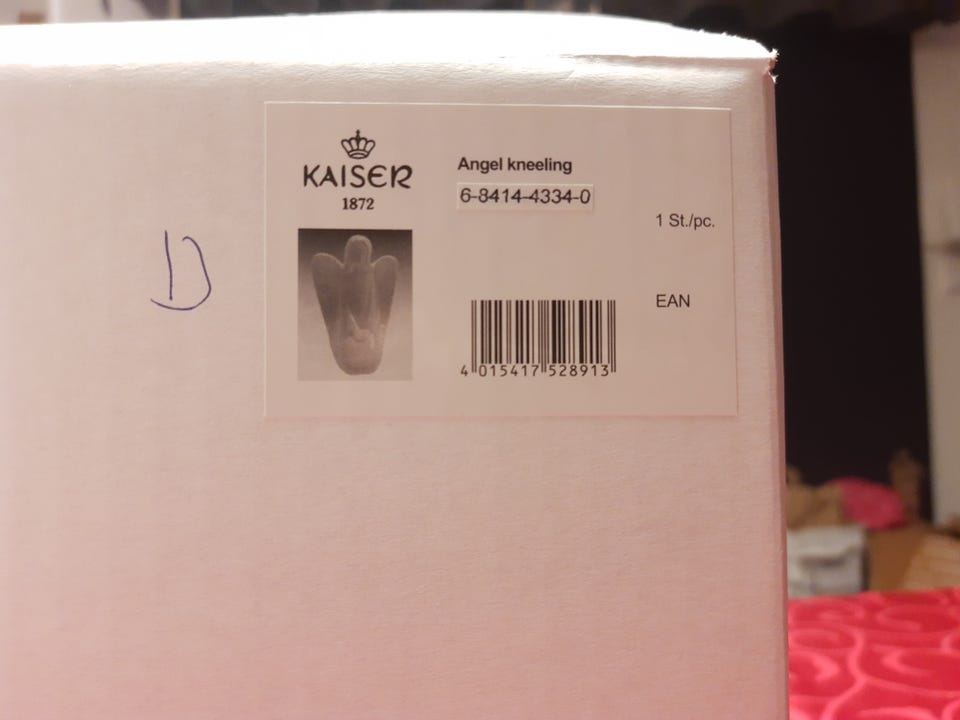 KAISER
1872
Angel kneeling
6-8414-4334-0
1 St./pc.
EAN
4 015417 528913
D